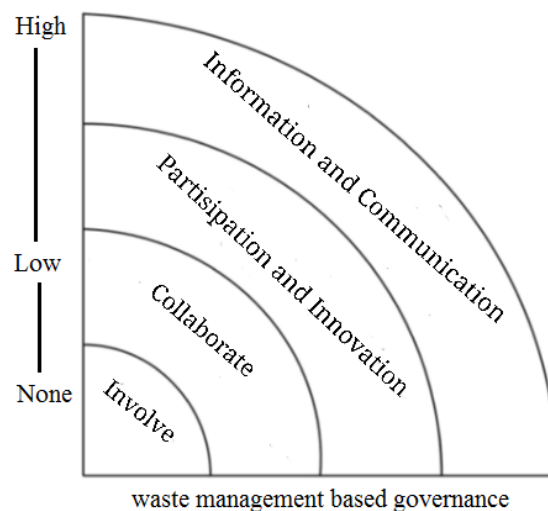 High
Information and Communication
Partisipation and Innovation
Low
Collaborate
None
Involve
waste management based governance